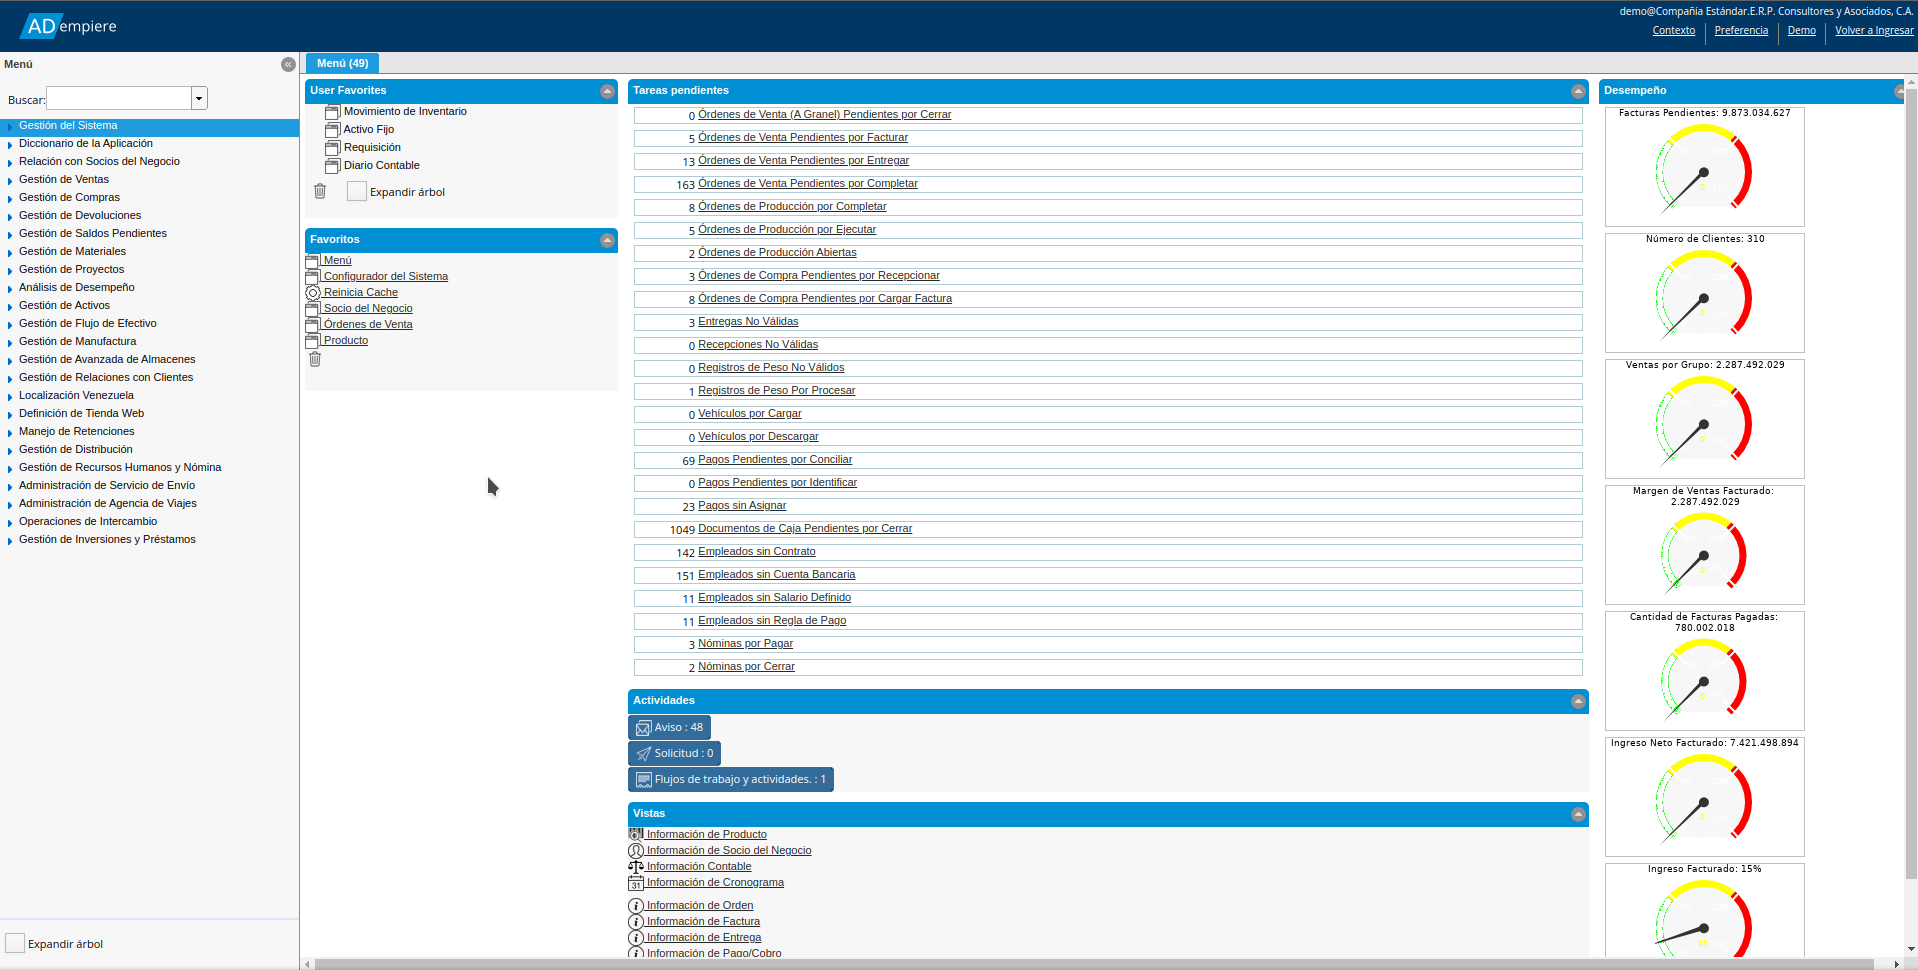 ADempiere
demo@Compañía Estándar.E.R.P. Consultores y Asociados, C.A.
Contexto
Preferencia
Demo
Volver a Ingresar
Menú
Buscar:
Gestión del Sistema
Diccionario de la Aplicación
Relación con Socios del Negocio
Gestión de Ventas
Gestión de Compras
Gestión de Devoluciones
Gestión de Saldos Pendientes
Gestión de Materiales
Gestión de Proyectos
Análisis de Desempeño
Gestión de Activos
Gestión de Flujo de Efectivo
Gestión de Manufactura
Gestión de Avanzada de Almacenes
Gestión de Relaciones con Clientes
Localización Venezuela
Definición de Tienda Web
Manejo de Retenciones
Gestión de Distribución
Gestión de Recursos Humanos y Nómina
Administración de Servicio de Envío
Administración de Agencia de Viajes
Operaciones de Intercambio
Gestión de Inversiones y Préstamos
Expandir árbol
Menú (49)
User Favorites
Movimiento de Inventario
Activo Fijo
Requisición
Diario Contable
Expandir árbol
Favoritos
Menú
Configurador del Sistema
Reinicia Cache
Socio del Negocio
Órdenes de Venta
Producto
Tareas pendientes
0 Órdenes de Venta (A Granel) Pendientes por Cerrar
5 Órdenes de Venta Pendientes por Facturar
13 Órdenes de Venta Pendientes por Entregar
163 Órdenes de Venta Pendientes por Completar
8 Órdenes de Producción por Completar
5 Órdenes de Producción por Ejecutar
2 Órdenes de Producción Abiertas
3 Órdenes de Compra Pendientes por Recepcionar
8 Órdenes de Compra Pendientes por Cargar Factura
3 Entregas No Válidas
0 Recepciones No Válidas
0 Registros de Peso No Válidos
1 Registros de Peso Por Procesar
0 Vehículos por Cargar
0 Vehículos por Descargar
69 Pagos Pendientes por Conciliar
0 Pagos Pendientes por Identificar
23 Pagos sin Asignar
1049 Documentos de Caja Pendientes por Cerrar
142 Empleados sin Contrato
151 Empleados sin Cuenta Bancaria
11 Empleados sin Salario Definido
11 Empleados sin Regla de Pago
3 Nóminas por Pagar
2 Nóminas por Cerrar
Actividades
Aviso : 48
Solicitud : 0
Flujos de trabajo y actividades. : 1
Vistas
Información de Producto
Información de Socio del Negocio
Información Contable
31 Información de Cronograma
Información de Orden
Información de Factura
Información de Entrega
Información de Pago/Cobro
Desempeño
Facturas Pendientes: 9.873.034.627
0
Número de Clientes: 310
0
Ventas por Grupo: 2.287.492.029
0
Margen de Ventas Facturado:
2.287.492.029
0
Cantidad de Facturas Pagadas:
780.002.018
0
Ingreso Neto Facturado: 7.421.498.894
0
Ingreso Facturado: 15%
15